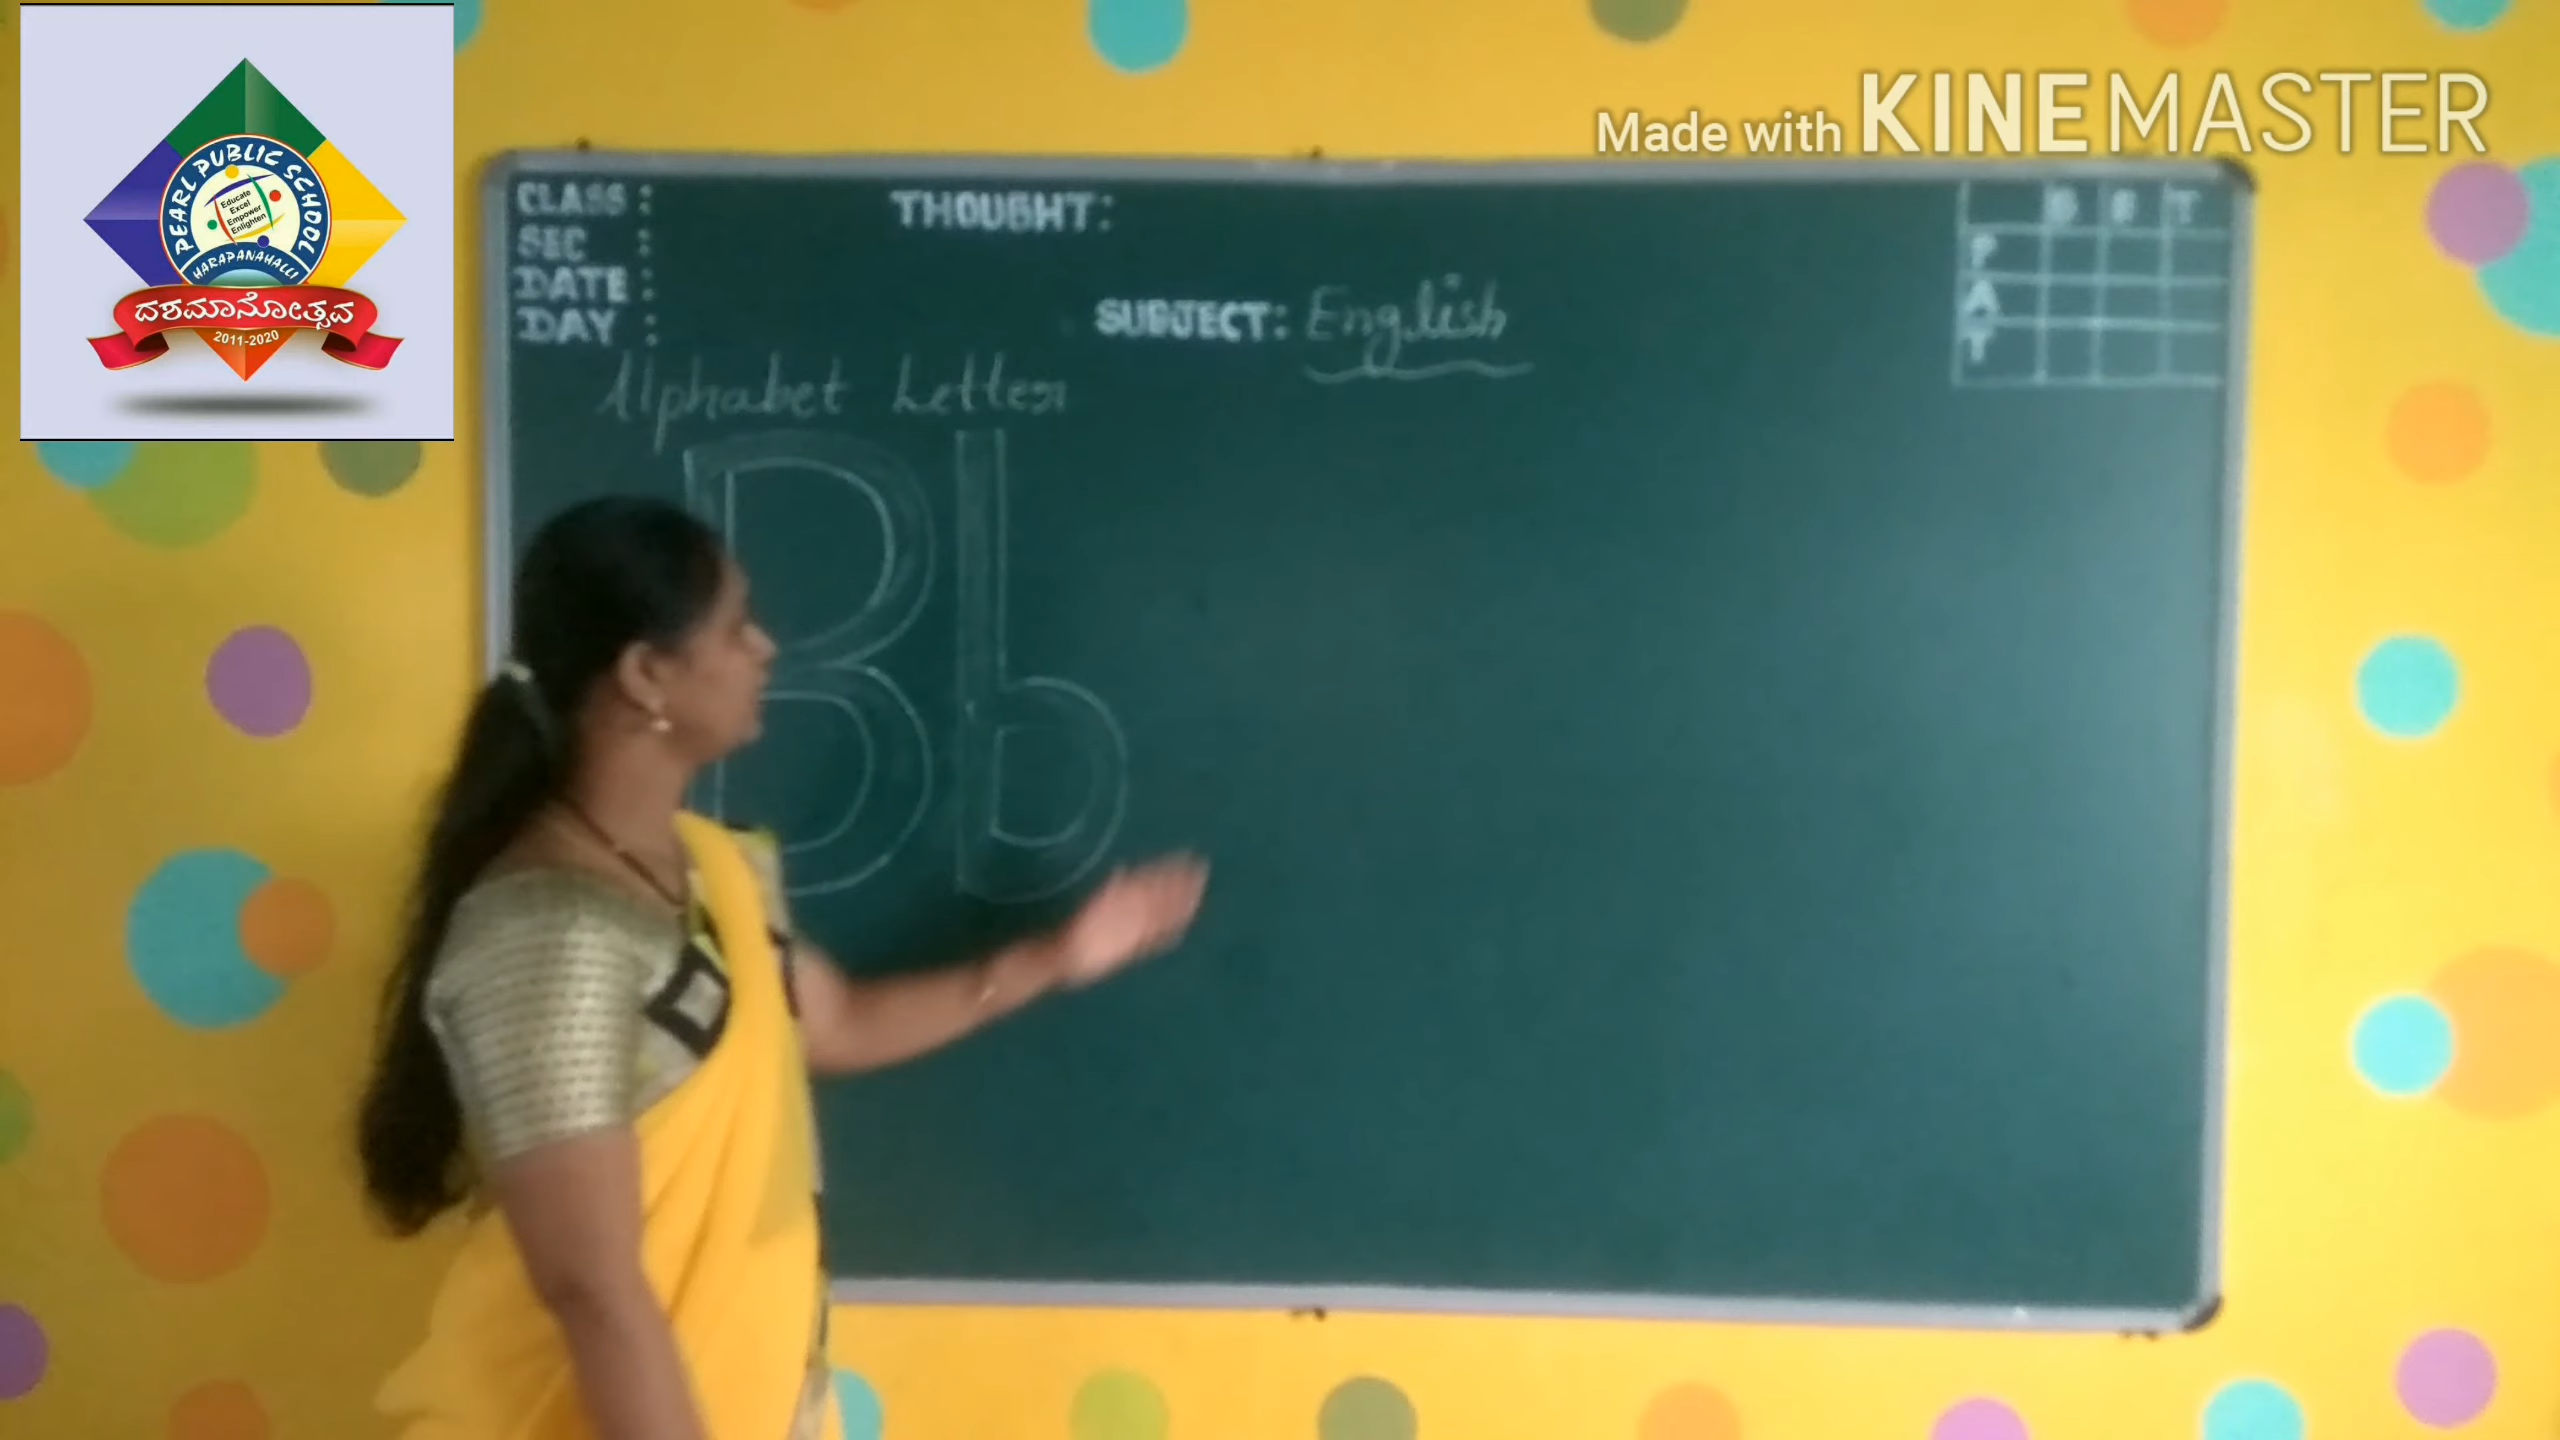 PEARL PUBLIC SCHOOL
Educate
Excel
Empower
Enlighten
HARAPANAHALLI
ದಶಮಾನೋತ್ಸವ
2011-2020
Made with KINEMASTER
CLASS :
SEC :
DATE :
DAY :
THOUGHT:
SUBJECT: English
B G T
P
A
T
Alphabet Letter
B b